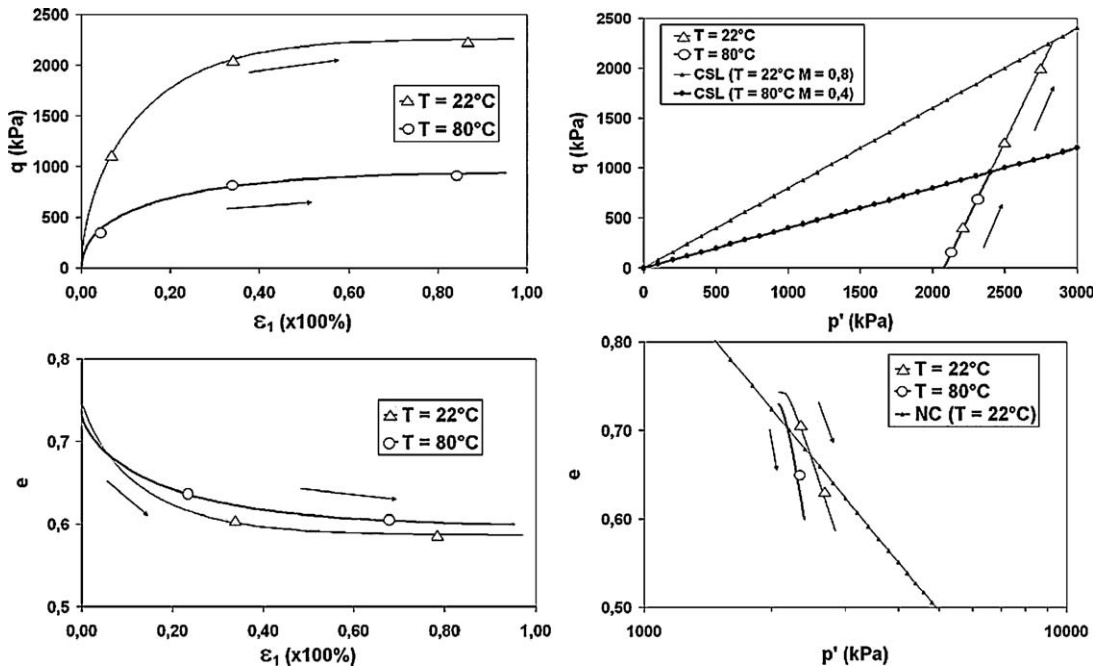 2500
2000
1500
1000
500
0
q (kPa)
T = 22°C
T = 80°C
0,00 0,20 0,40 0,60 0,80 1,00
ε1 (x100%)
2500
2000
1500
1000
500
0
q (kPa)
T = 22°C
T = 80°C
CSL (T = 22°C M = 0,8)
CSL (T = 80°C M = 0,4)
0 500 1000 1500 2000 2500 3000
p' (kPa)
0,8
0,7
0,6
0,5
e
T = 22°C
T = 80°C
0,00 0,20 0,40 0,60 0,80 1,00
ε1 (x100%)
0,80
0,70
0,60
0,50
e
T = 22°C
T = 80°C
NC (T = 22°C)
1000 10000
p' (kPa)